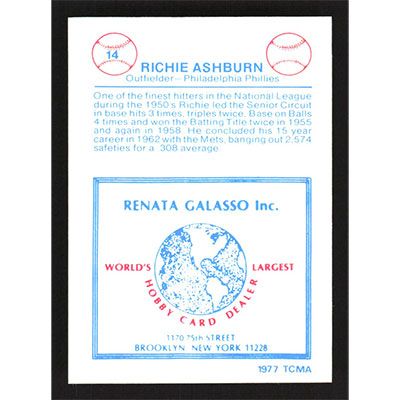 14
RICHIE ASHBURN
Outfielder — Philadelphia Phillies
One of the finest hitters in the National League
during the 1950's Richie led the Senior Circuit
in base hits 3 times, triples twice, Base on Balls
4 times and won the Batting Title twice in 1955
and again in 1958. He concluded his 15 year
career in 1962 with the Mets, banging out 2,574
safeties for a .308 average.
RENATA GALASSO Inc.
WORLD'S LARGEST
HOBBY CARD DEALER
1170 75th STREET
BROOKLYN, NEW YORK 11228
1977 TCMA